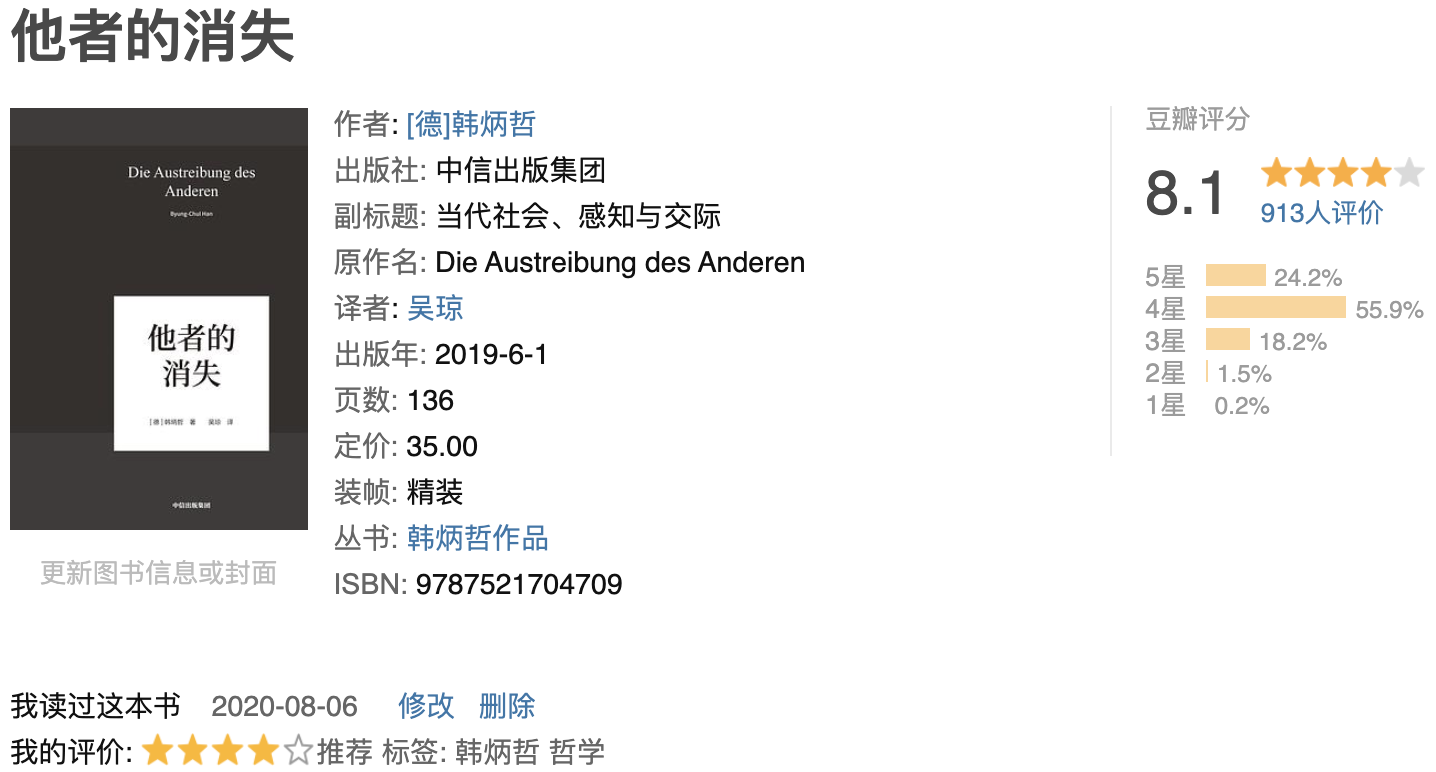 他者的消失
Die Austreibung des
Anderen
Byung-Chul Han
他者的
消失
[德]韩炳哲 著 吴琼 译
中信出版集团
更新图书信息或封面
作者: [德]韩炳哲
出版社: 中信出版集团
副标题: 当代社会、感知与交际
原作名: Die Austreibung des Anderen
译者: 吴琼
出版年: 2019-6-1
页数: 136
定价: 35.00
装帧: 精装
丛书: 韩炳哲作品
ISBN: 9787521704709
豆瓣评分
8.1
913人评价
5星 24.2%
4星 55.9%
3星 18.2%
2星 1.5%
1星 0.2%
我读过这本书 2020-08-06 修改 删除
我的评价: 推荐 标签: 韩炳哲 哲学